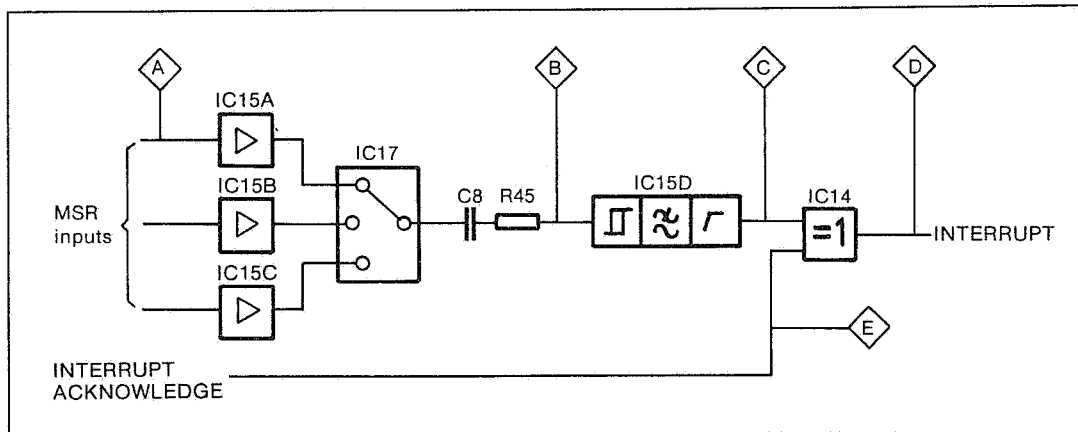 A
B
C
D
IC15A
IC17
C8 R45
IC15D
IC14
=1
INTERRUPT
IC15B
MSR
inputs
IC15C
E
INTERRUPT
ACKNOWLEDGE